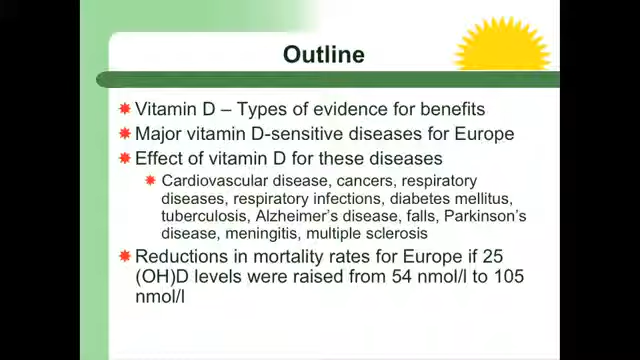 Outline
Vitamin D – Types of evidence for benefits
Major vitamin D-sensitive diseases for Europe
Effect of vitamin D for these diseases
Cardiovascular disease, cancers, respiratory
diseases, respiratory infections, diabetes mellitus,
tuberculosis, Alzheimer's disease, falls, Parkinson's
disease, meningitis, multiple sclerosis
Reductions in mortality rates for Europe if 25
(OH)D levels were raised from 54 nmol/l to 105
nmol/l